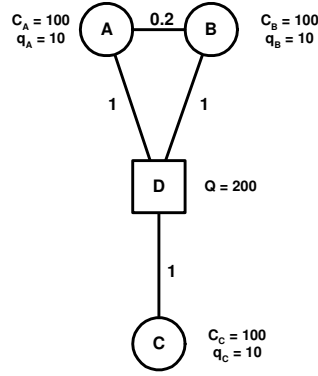 C_A = 100
q_A = 10
A
0.2
B
C_B = 100
q_B = 10
1
1
D
Q = 200
1
C
C_C = 100
q_C = 10